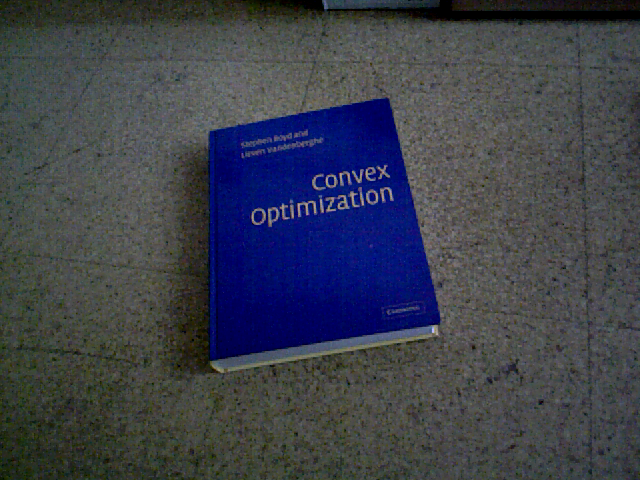 Stephen Boyd and
Lieven Vandenberghe
Convex
Optimization
CAMBRIDGE